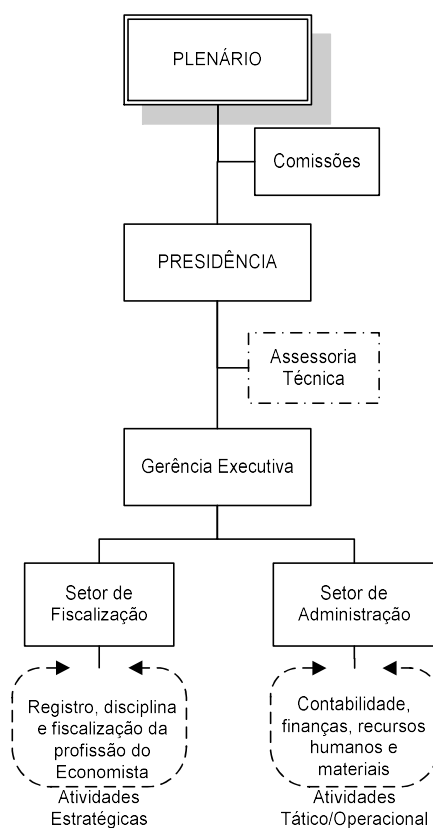 PLENÁRIO
Comissões
PRESIDÊNCIA
Assessoria
Técnica
Gerência Executiva
Setor de
Fiscalização
Setor de
Administração
Registro, disciplina
e fiscalização da
profissão do
Economista
Contabilidade,
finanças, recursos
humanos e
materiais
Atividades
Estratégicas
Atividades
Tático/Operacional